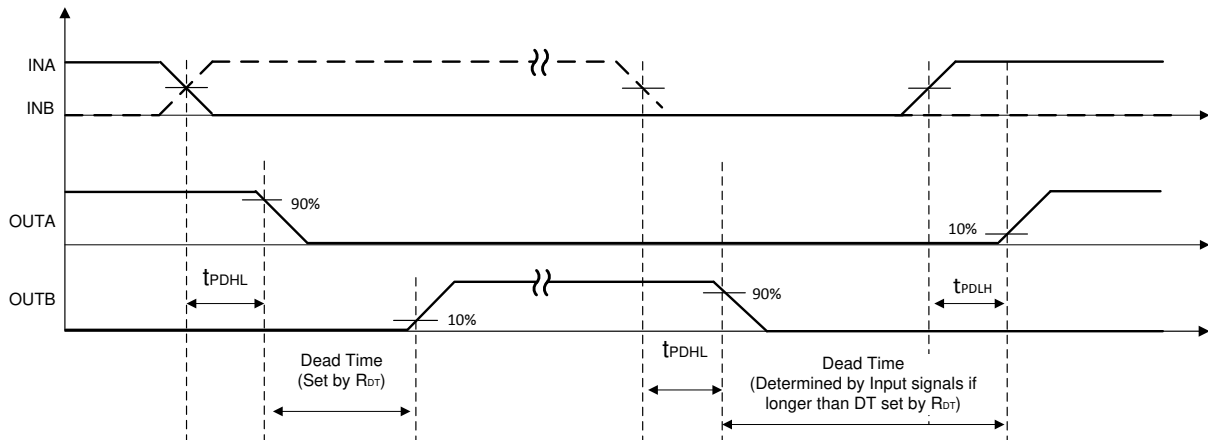 INA
INB
OUTA
90%
10%
tPDHL
tPDLH
OUTB
90%
10%
tPDHL
Dead Time
(Set by RDT)
Dead Time
(Determined by Input signals if
longer than DT set by RDT)